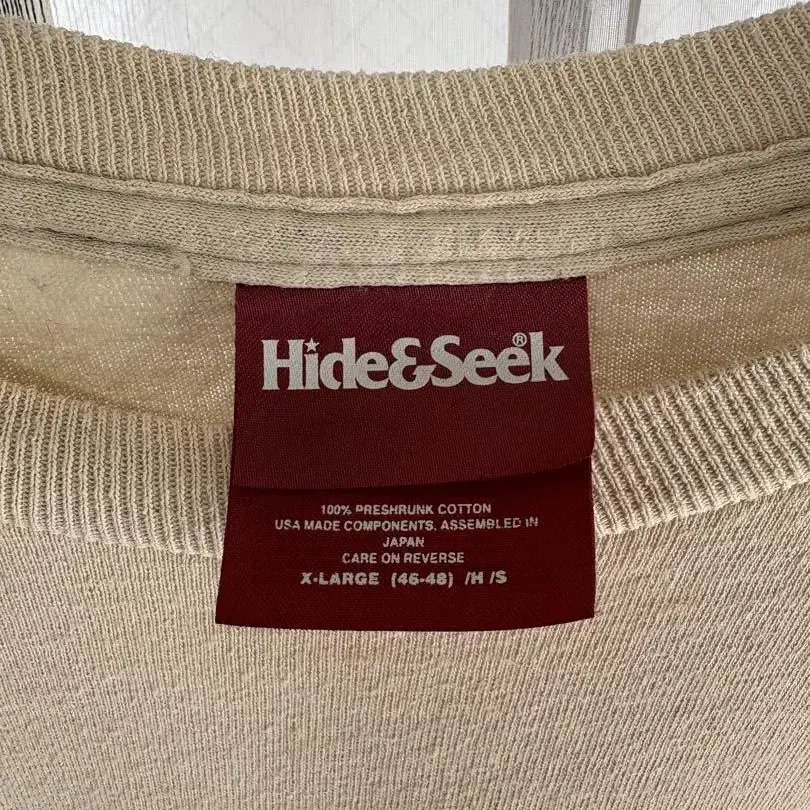 Hide&Seek®
100% PRESHRUNK COTTON
USA MADE COMPONENTS, ASSEMBLED IN
JAPAN
CARE ON REVERSE
X-LARGE (46-48) /H /S